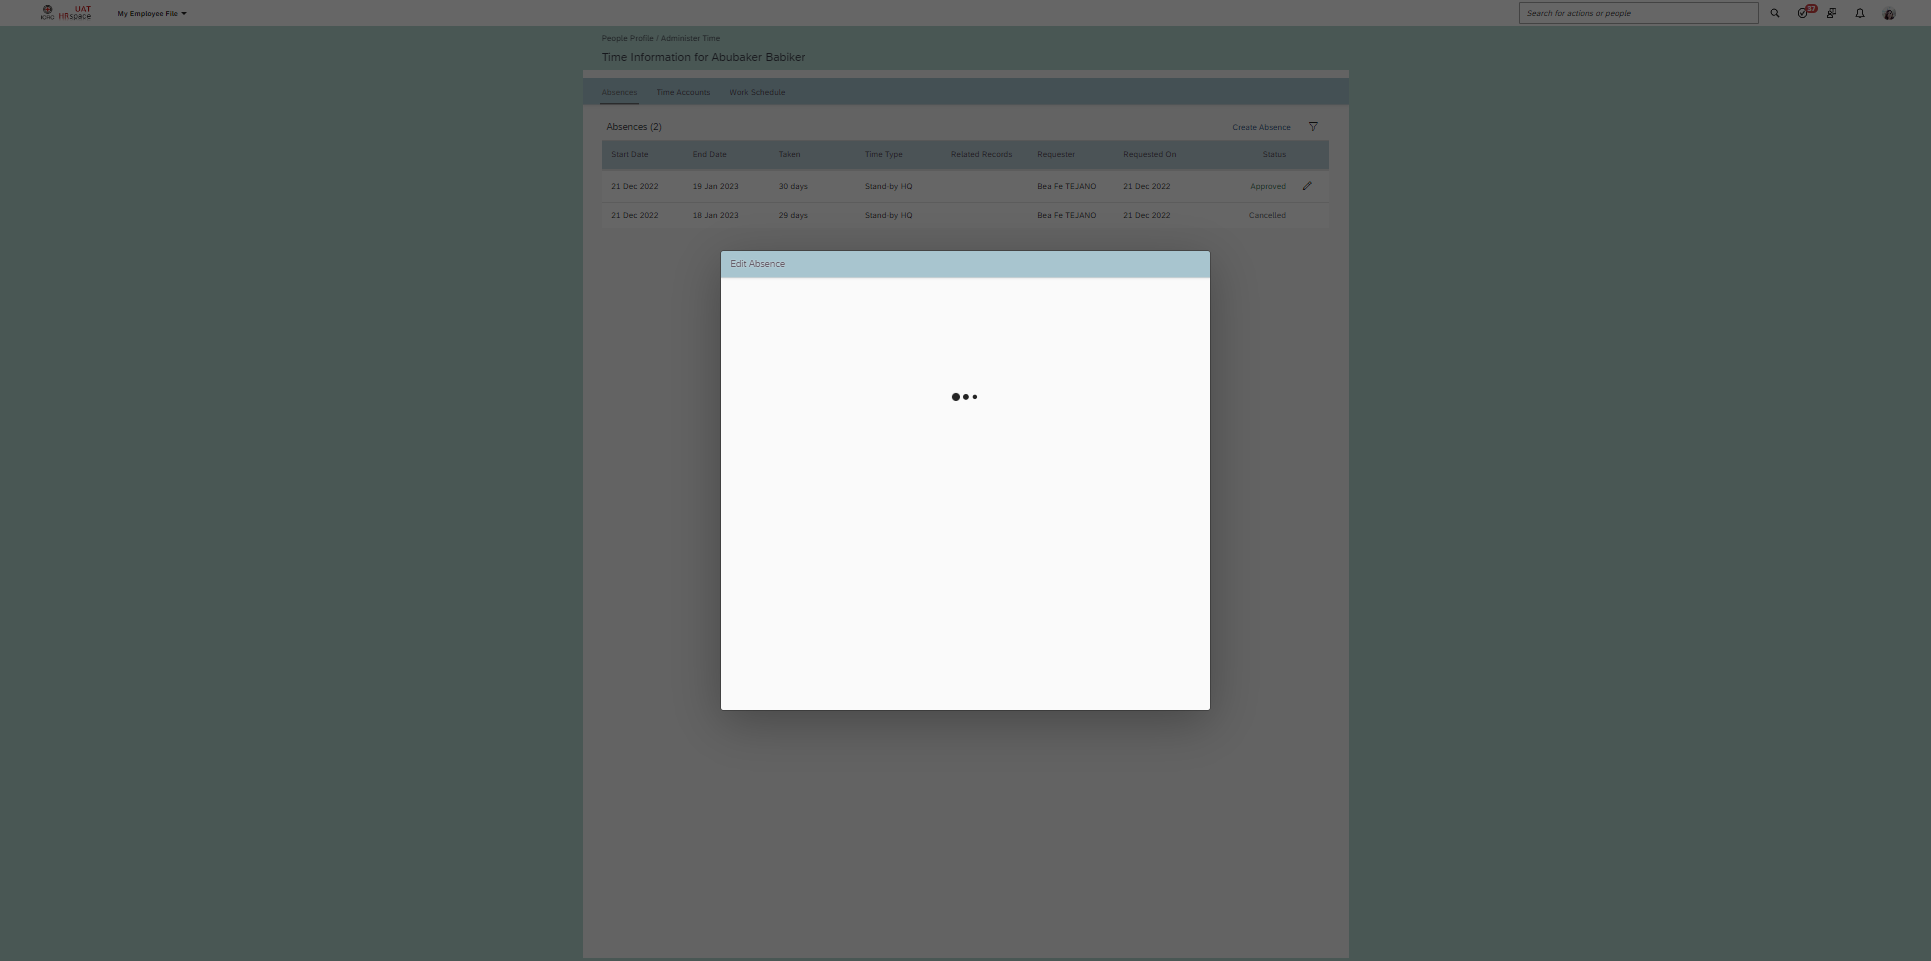 UAT
ICRC HRspace
My Employee File
Search for actions or people
37
People Profile / Administer Time
Time Information for Abubaker Babiker
Absences Time Accounts Work Schedule
Absences (2) Create Absence
Start Date End Date Taken Time Type Related Records Requester Requested On Status
21 Dec 2022 19 Jan 2023 30 days Stand-by HQ Bea Fe TEJANO 21 Dec 2022 Approved
21 Dec 2022 18 Jan 2023 29 days Stand-by HQ Bea Fe TEJANO 21 Dec 2022 Cancelled
Edit Absence